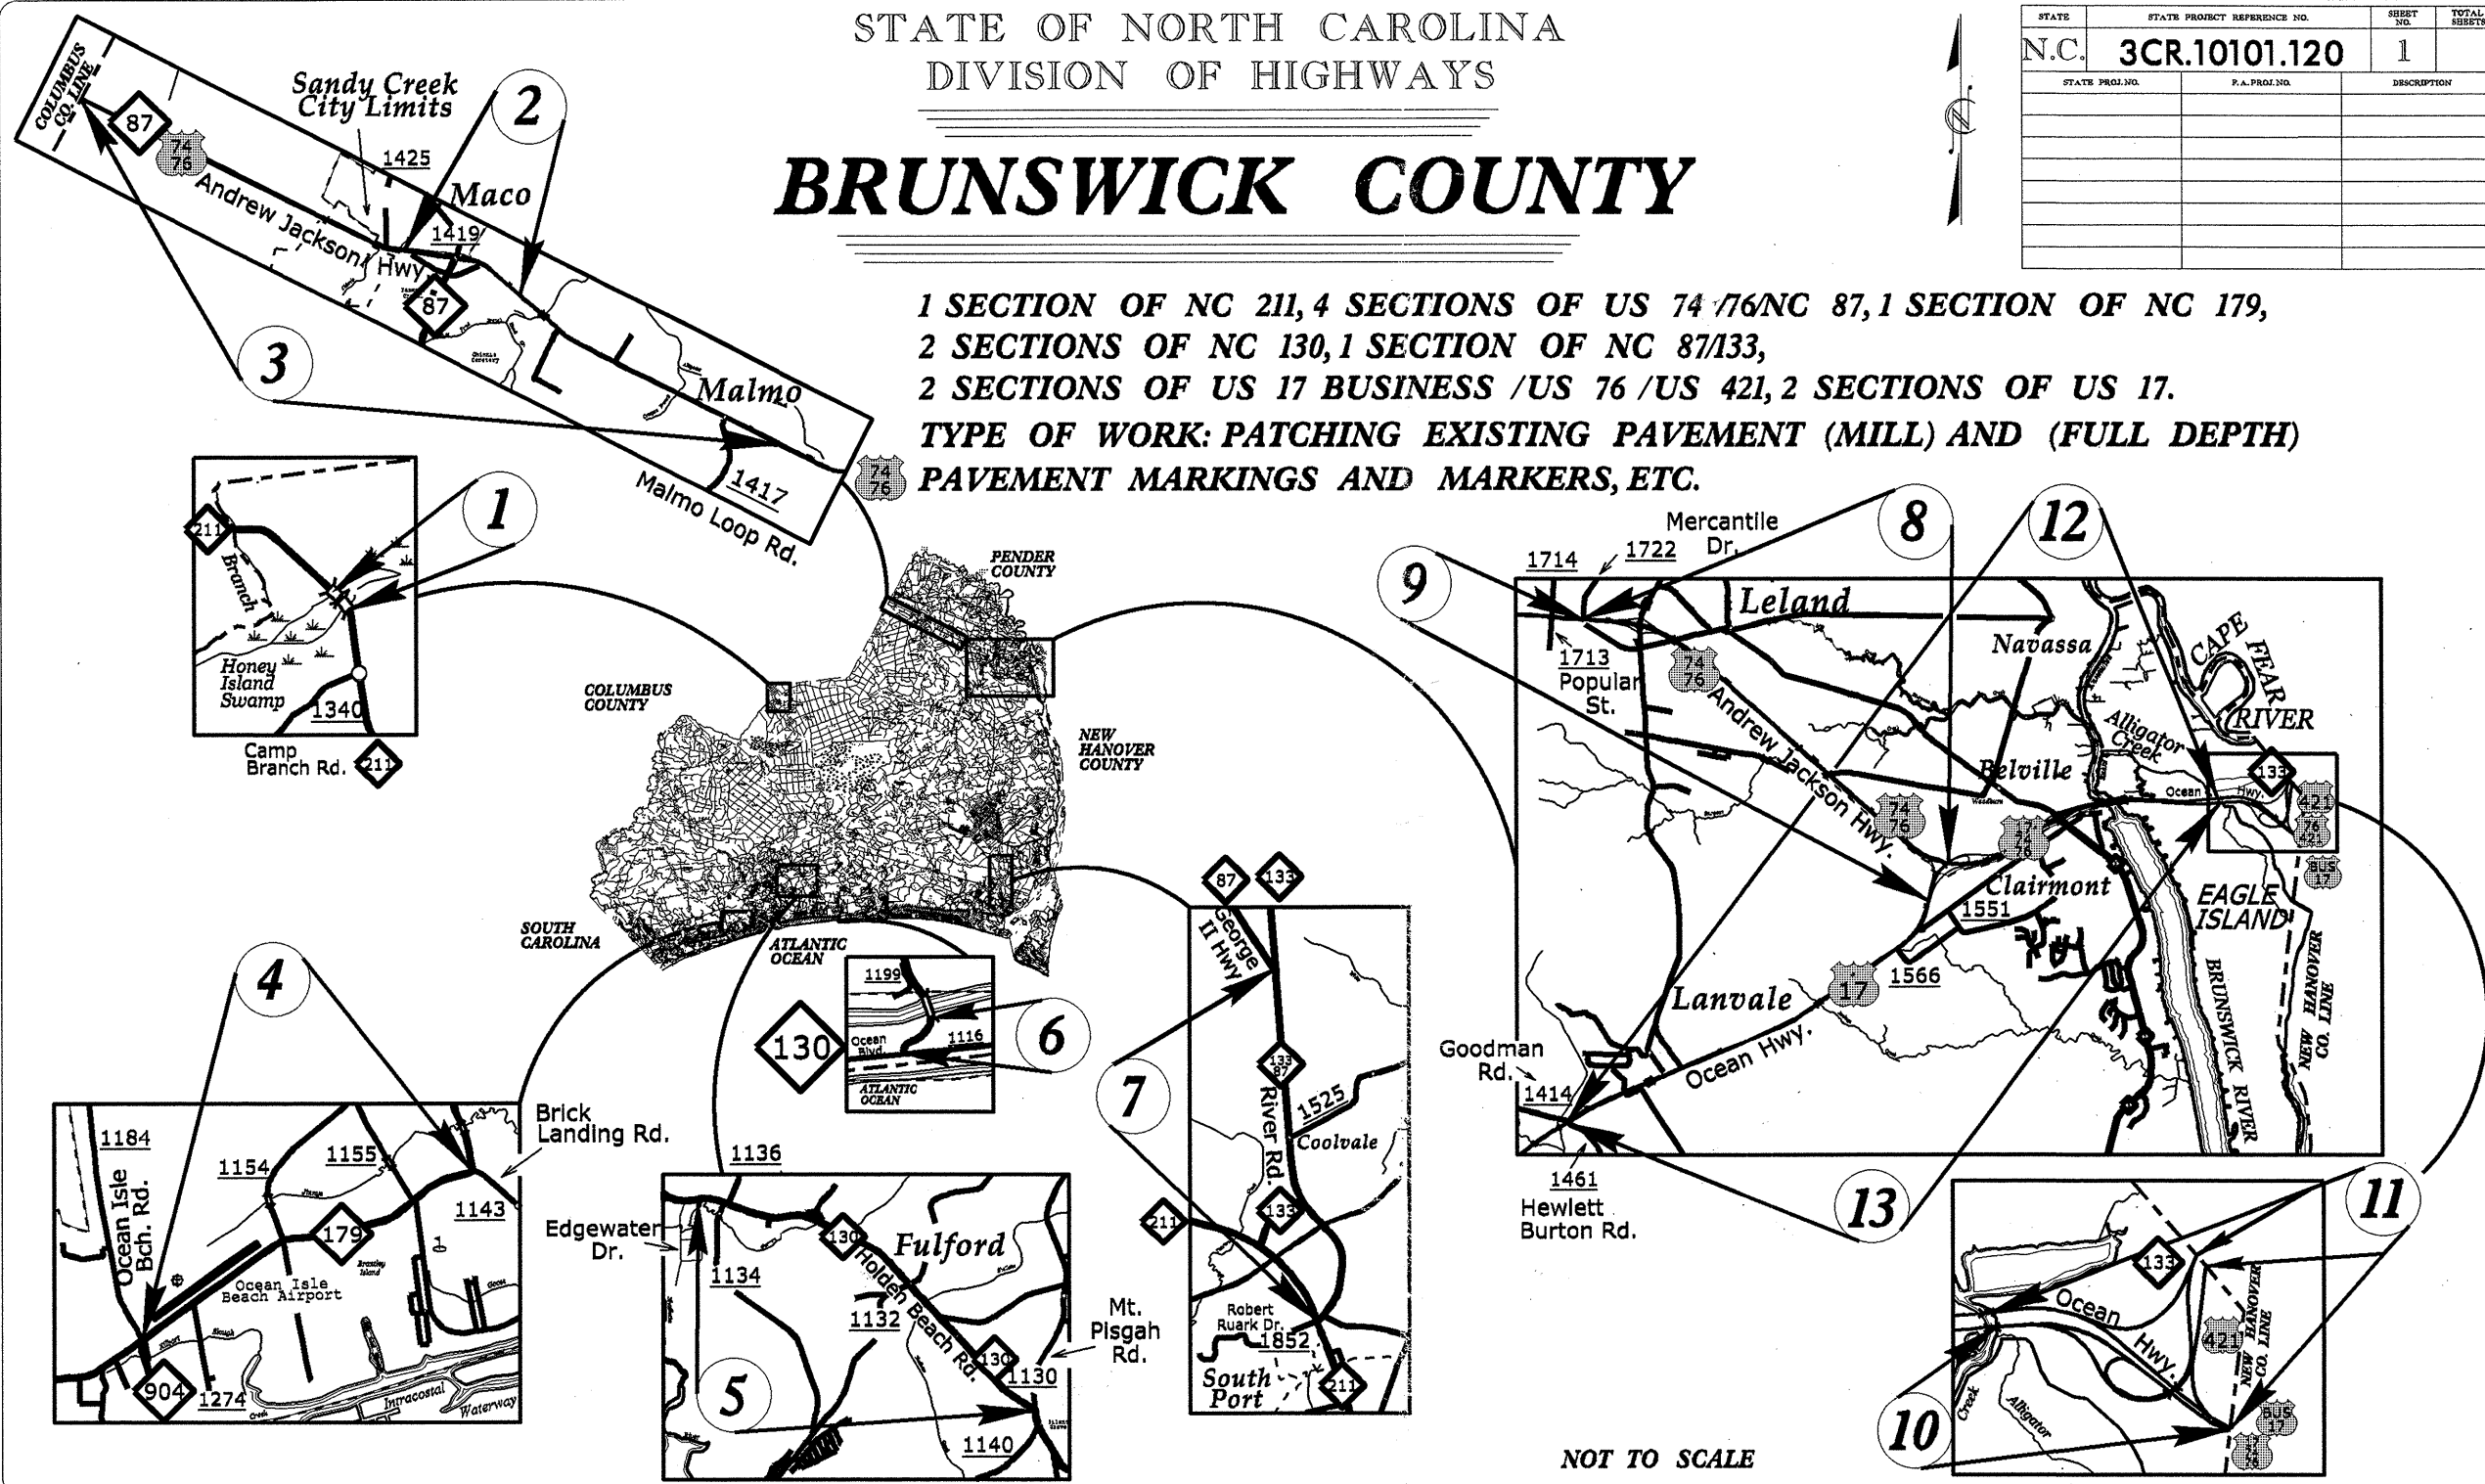 STATE OF NORTH CAROLINA
DIVISION OF HIGHWAYS
BRUNSWICK COUNTY
STATE
STATE PROJECT REFERENCE NO.
SHEET NO.
TOTAL SHEETS
N.C.
3CR.10101.120
1
STATE PROJ. NO.
F. A. PROJ. NO.
DESCRIPTION
1 SECTION OF NC 211, 4 SECTIONS OF US 74 /76/NC 87, 1 SECTION OF NC 179,
2 SECTIONS OF NC 130, 1 SECTION OF NC 87/133,
2 SECTIONS OF US 17 BUSINESS /US 76 /US 421, 2 SECTIONS OF US 17.
TYPE OF WORK: PATCHING EXISTING PAVEMENT (MILL) AND (FULL DEPTH)
PAVEMENT MARKINGS AND MARKERS, ETC.
COLUMBUS
CO. LINE
87
74
76
Sandy Creek
City Limits
2
1425
Maco
Andrew Jackson Hwy.
1419
87
3
Malmo
1417
Malmo Loop Rd.
74
76
211
Branch
1
Honey
Island
Swamp
1340
Camp
Branch Rd.
211
PENDER
COUNTY
COLUMBUS
COUNTY
NEW
HANOVER
COUNTY
SOUTH
CAROLINA
ATLANTIC
OCEAN
8
12
9
Mercantile
Dr.
1714
1722
Leland
Navassa
CAPE FEAR
RIVER
1713
Popular
St.
74
76
Andrew Jackson Hwy.
Alligator
Creek
Belville
Ocean Hwy.
133
421
76
421
BUS
17
74
76
Clairmont
1551
EAGLE
ISLAND
1566
17
Lanvale
Ocean Hwy.
BRUNSWICK RIVER
NEW HANOVER
CO. LINE
Goodman
Rd.
1414
1461
Hewlett
Burton Rd.
13
4
1184
Ocean Isle
Bch. Rd.
1154
1155
Brick
Landing Rd.
1143
179
Ocean Isle
Beach Airport
Brantley
Island
904
1274
Creek
Intracostal
Waterway
130
1199
Ocean
Blvd.
1116
ATLANTIC
OCEAN
6
1136
Edgewater
Dr.
130
Fulford
Holden Beach Rd.
1134
1132
130
1130
Mt.
Pisgah
Rd.
5
1140
87
133
George
II Hwy
133
87
River Rd.
1525
Coolvale
7
211
133
Robert
Ruark Dr.
1852
South
Port
211
11
133
Ocean Hwy.
421
NEW HANOVER
CO. LINE
BUS
17
Creek
Alligator
10
NOT TO SCALE